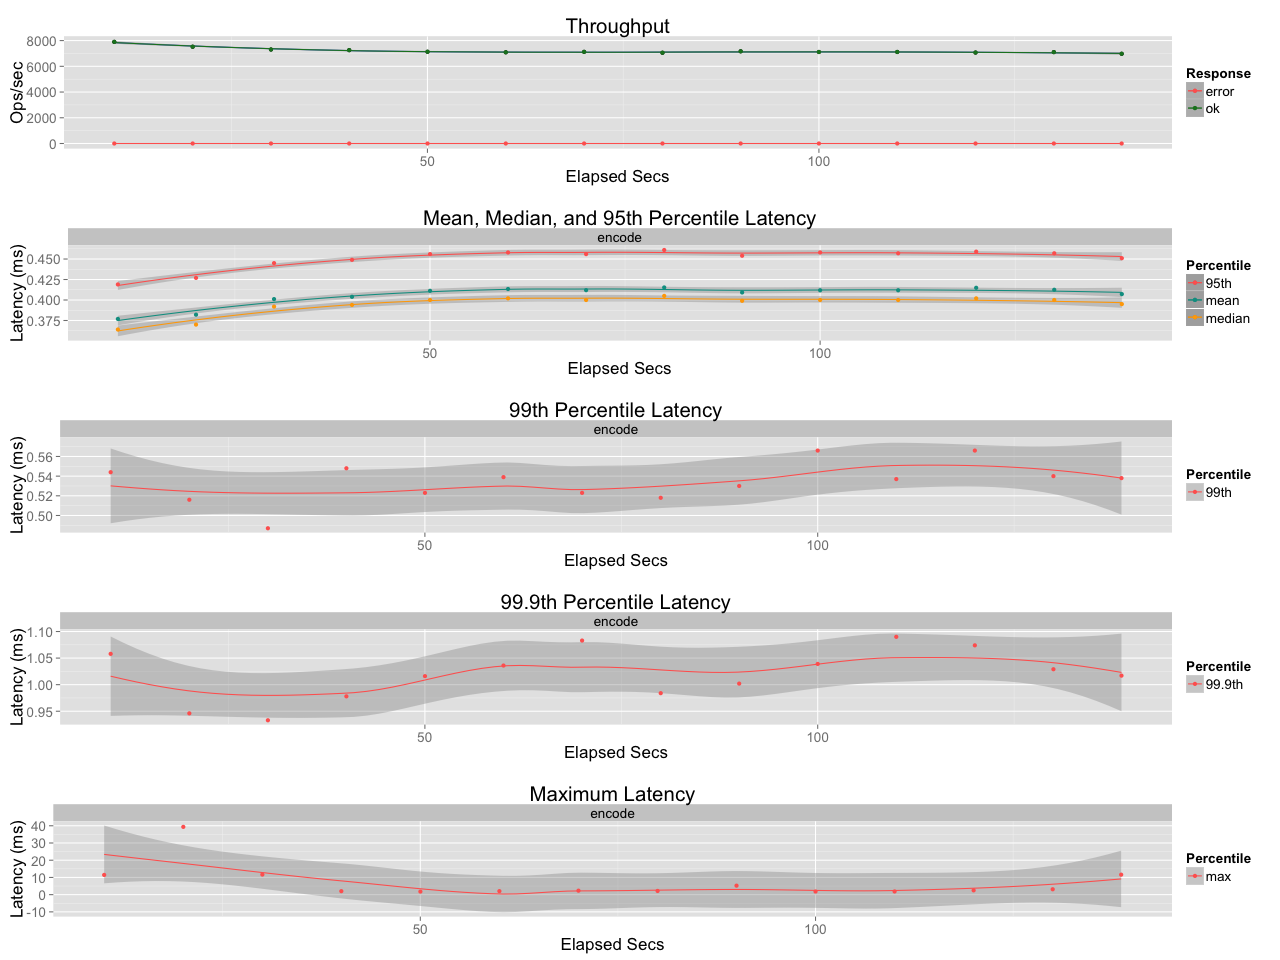 Throughput
8000
6000
4000
2000
0
Ops/sec
50
100
Elapsed Secs
Response
error
ok
Mean, Median, and 95th Percentile Latency
encode
0.450
0.425
0.400
0.375
Latency (ms)
50
100
Elapsed Secs
Percentile
95th
mean
median
99th Percentile Latency
encode
0.56
0.54
0.52
0.50
Latency (ms)
50
100
Elapsed Secs
Percentile
99th
99.9th Percentile Latency
encode
1.10
1.05
1.00
0.95
Latency (ms)
50
100
Elapsed Secs
Percentile
99.9th
Maximum Latency
encode
40
30
20
10
0
-10
Latency (ms)
50
100
Elapsed Secs
Percentile
max